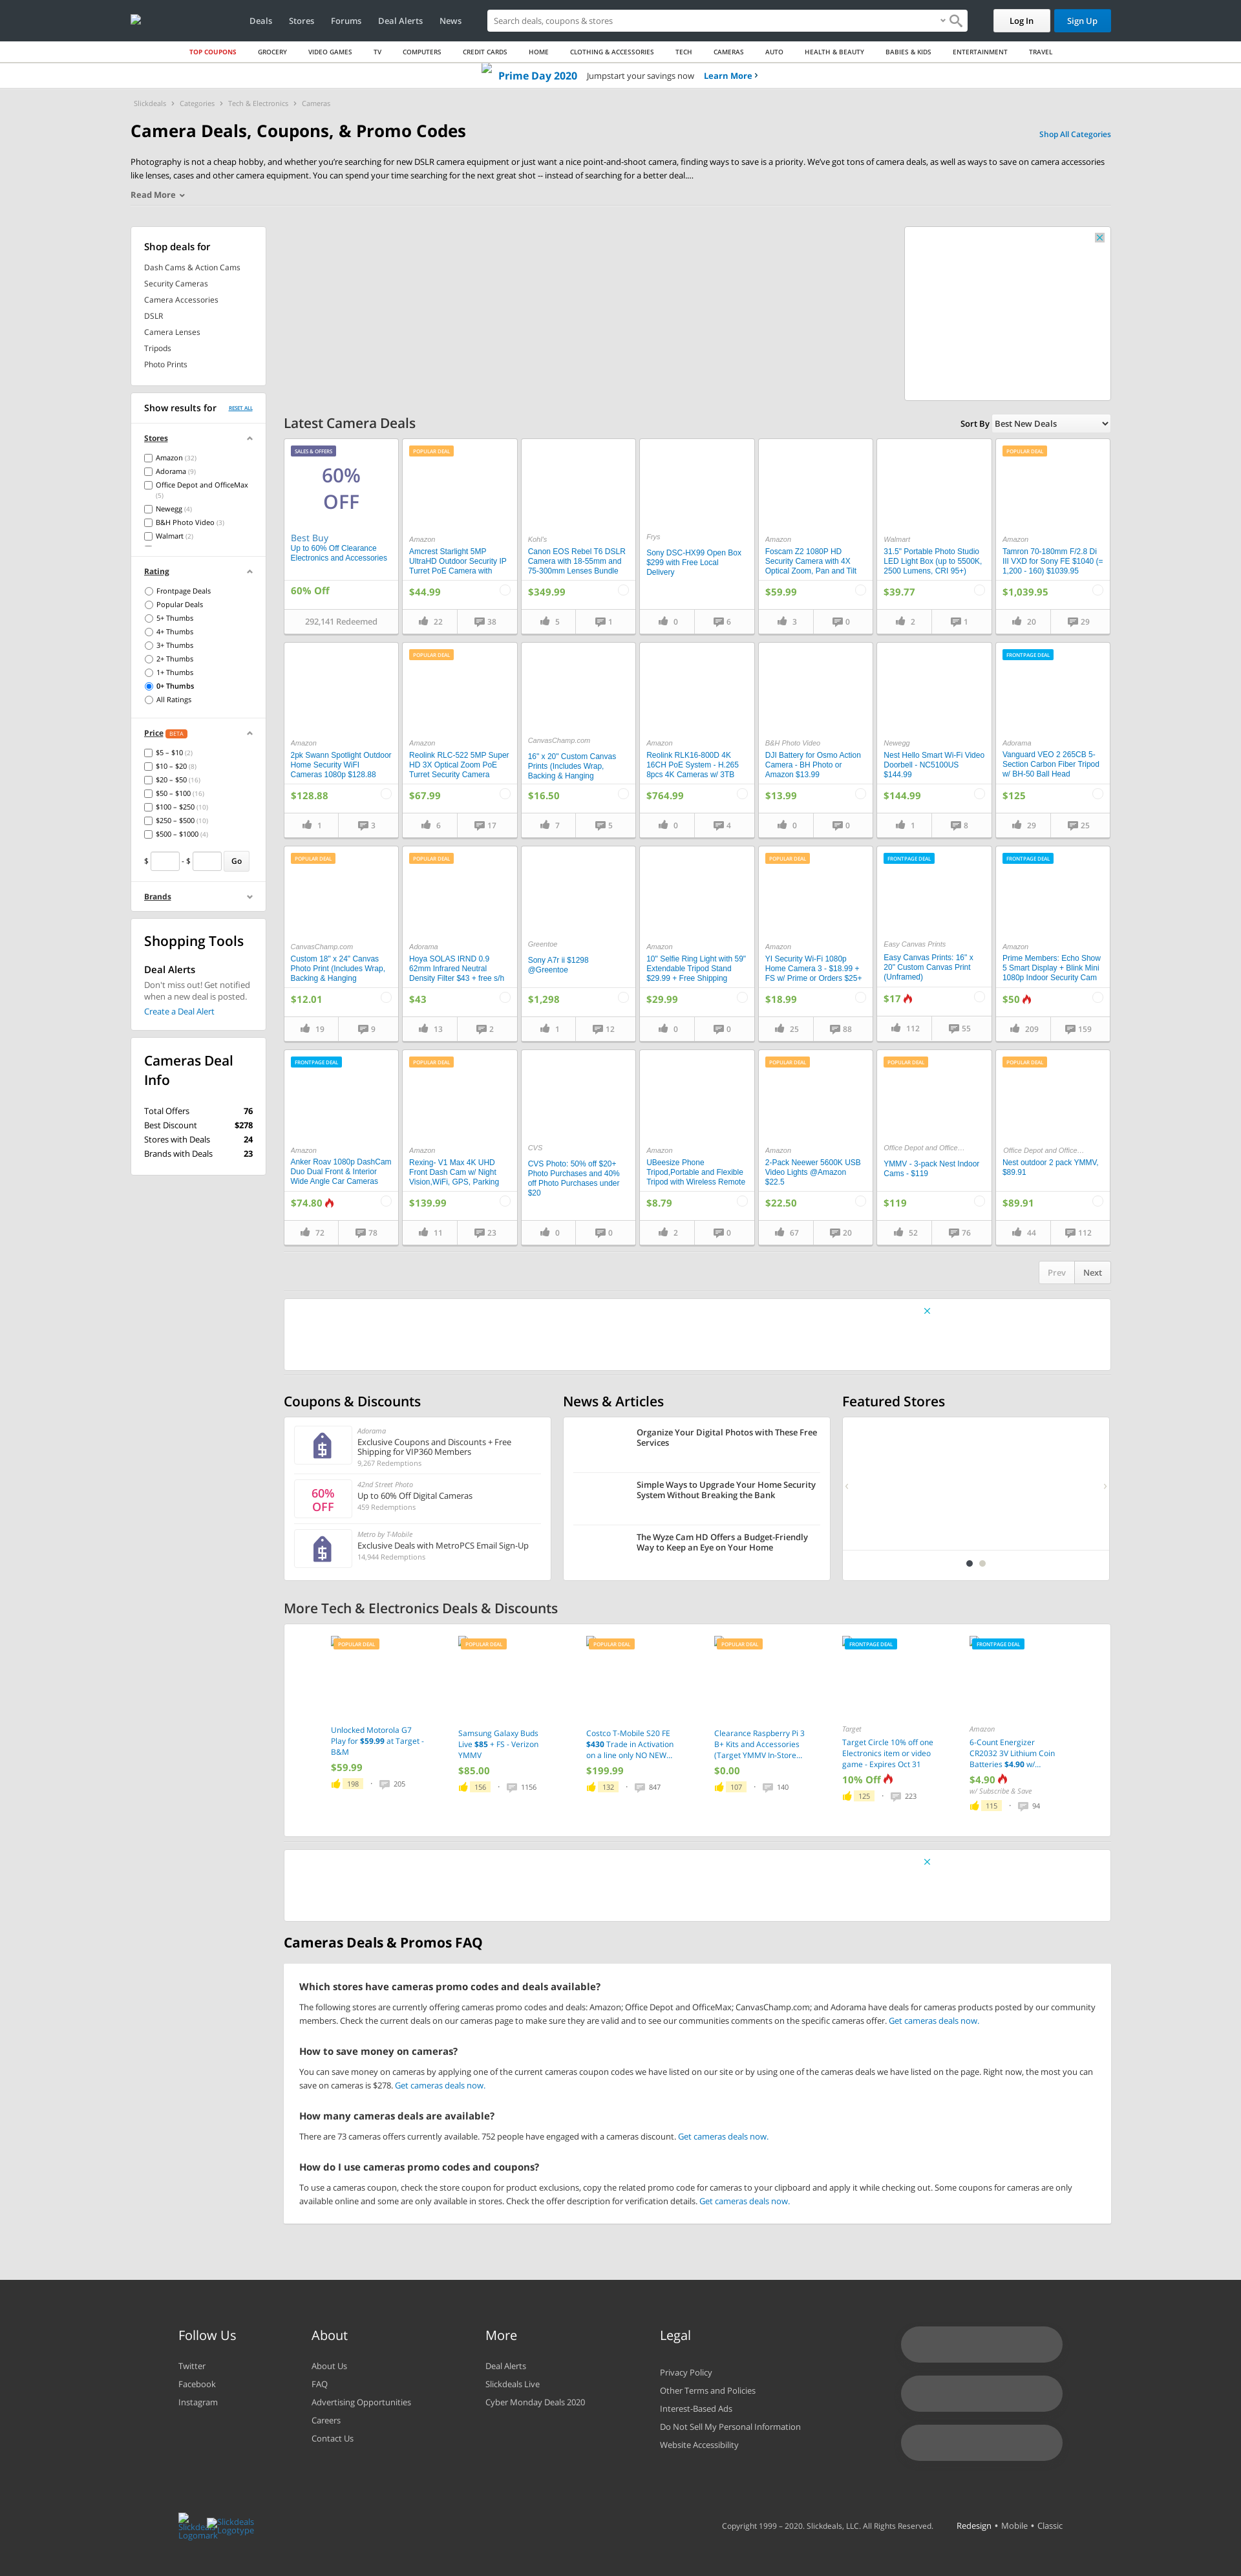 Deals Stores Forums Deal Alerts News
Search deals, coupons & stores
Log In Sign Up
TOP COUPONS GROCERY VIDEO GAMES TV COMPUTERS CREDIT CARDS HOME CLOTHING & ACCESSORIES TECH CAMERAS AUTO HEALTH & BEAUTY BABIES & KIDS ENTERTAINMENT TRAVEL
Prime Day 2020 Jumpstart your savings now Learn More ›
Slickdeals › Categories › Tech & Electronics › Cameras
Camera Deals, Coupons, & Promo Codes
Shop All Categories
Photography is not a cheap hobby, and whether you’re searching for new DSLR camera equipment or just want a nice point-and-shoot camera, finding ways to save is a priority. We’ve got tons of camera deals, as well as ways to save on camera accessories
like lenses, cases and other camera equipment. You can spend your time searching for the next great shot -- instead of searching for a better deal....
Read More
Shop deals for
Dash Cams & Action Cams
Security Cameras
Camera Accessories
DSLR
Camera Lenses
Tripods
Photo Prints
Show results for RESET ALL
Stores
Amazon (32)
Adorama (9)
Office Depot and OfficeMax
(5)
Newegg (4)
B&H Photo Video (3)
Walmart (2)
Rating
Frontpage Deals
Popular Deals
5+ Thumbs
4+ Thumbs
3+ Thumbs
2+ Thumbs
1+ Thumbs
0+ Thumbs
All Ratings
Price BETA
$5 – $10 (2)
$10 – $20 (8)
$20 – $50 (16)
$50 – $100 (16)
$100 – $250 (10)
$250 – $500 (10)
$500 – $1000 (4)
$ - $ Go
Brands
Shopping Tools
Deal Alerts
Don't miss out! Get notified
when a new deal is posted.
Create a Deal Alert
Cameras Deal
Info
Total Offers 76
Best Discount $278
Stores with Deals 24
Brands with Deals 23
Latest Camera Deals
Sort By Best New Deals
SALES & OFFERS
60%
OFF
Best Buy
Up to 60% Off Clearance
Electronics and Accessories
60% Off
292,141 Redeemed
POPULAR DEAL
Amazon
Amcrest Starlight 5MP
UltraHD Outdoor Security IP
Turret PoE Camera with
$44.99
22 38
Kohl's
Canon EOS Rebel T6 DSLR
Camera with 18-55mm and
75-300mm Lenses Bundle
$349.99
5 1
Frys
Sony DSC-HX99 Open Box
$299 with Free Local
Delivery
0 6
Amazon
Foscam Z2 1080P HD
Security Camera with 4X
Optical Zoom, Pan and Tilt
$59.99
3 0
Walmart
31.5" Portable Photo Studio
LED Light Box (up to 5500K,
2500 Lumens, CRI 95+)
$39.77
2 1
POPULAR DEAL
Amazon
Tamron 70-180mm F/2.8 Di
III VXD for Sony FE $1040 (=
1,200 - 160) $1039.95
$1,039.95
20 29
Amazon
2pk Swann Spotlight Outdoor
Home Security WiFI
Cameras 1080p $128.88
$128.88
1 3
POPULAR DEAL
Amazon
Reolink RLC-522 5MP Super
HD 3X Optical Zoom PoE
Turret Security Camera
$67.99
6 17
CanvasChamp.com
16" x 20" Custom Canvas
Prints (Includes Wrap,
Backing & Hanging
$16.50
7 5
Amazon
Reolink RLK16-800D 4K
16CH PoE System - H.265
8pcs 4K Cameras w/ 3TB
$764.99
0 4
B&H Photo Video
DJI Battery for Osmo Action
Camera - BH Photo or
Amazon $13.99
$13.99
0 0
Newegg
Nest Hello Smart Wi-Fi Video
Doorbell - NC5100US
$144.99
$144.99
1 8
FRONTPAGE DEAL
Adorama
Vanguard VEO 2 265CB 5-
Section Carbon Fiber Tripod
w/ BH-50 Ball Head
$125
29 25
POPULAR DEAL
CanvasChamp.com
Custom 18" x 24" Canvas
Photo Print (Includes Wrap,
Backing & Hanging
$12.01
19 9
POPULAR DEAL
Adorama
Hoya SOLAS IRND 0.9
62mm Infrared Neutral
Density Filter $43 + free s/h
$43
13 2
Greentoe
Sony A7r ii $1298
@Greentoe
$1,298
1 12
Amazon
10" Selfie Ring Light with 59"
Extendable Tripod Stand
$29.99 + Free Shipping
$29.99
0 0
POPULAR DEAL
Amazon
YI Security Wi-Fi 1080p
Home Camera 3 - $18.99 +
FS w/ Prime or Orders $25+
$18.99
25 88
FRONTPAGE DEAL
Easy Canvas Prints
Easy Canvas Prints: 16" x
20" Custom Canvas Print
(Unframed)
$17
112 55
FRONTPAGE DEAL
Amazon
Prime Members: Echo Show
5 Smart Display + Blink Mini
1080p Indoor Security Cam
$50
209 159
FRONTPAGE DEAL
Amazon
Anker Roav 1080p DashCam
Duo Dual Front & Interior
Wide Angle Car Cameras
$74.80
72 78
POPULAR DEAL
Amazon
Rexing- V1 Max 4K UHD
Front Dash Cam w/ Night
Vision,WiFi, GPS, Parking
$139.99
11 23
CVS
CVS Photo: 50% off $20+
Photo Purchases and 40%
off Photo Purchases under
$20
0 0
Amazon
UBeesize Phone
Tripod,Portable and Flexible
Tripod with Wireless Remote
$8.79
2 0
POPULAR DEAL
Amazon
2-Pack Neewer 5600K USB
Video Lights @Amazon
$22.5
$22.50
67 20
POPULAR DEAL
Office Depot and Office...
YMMV - 3-pack Nest Indoor
Cams - $119
$119
52 76
POPULAR DEAL
Office Depot and Office...
Nest outdoor 2 pack YMMV,
$89.91
$89.91
44 112
Prev Next
Coupons & Discounts
Adorama
Exclusive Coupons and Discounts + Free
Shipping for VIP360 Members
9,267 Redemptions
60%
OFF
42nd Street Photo
Up to 60% Off Digital Cameras
459 Redemptions
Metro by T-Mobile
Exclusive Deals with MetroPCS Email Sign-Up
14,944 Redemptions
News & Articles
Organize Your Digital Photos with These Free
Services
Simple Ways to Upgrade Your Home Security
System Without Breaking the Bank
The Wyze Cam HD Offers a Budget-Friendly
Way to Keep an Eye on Your Home
Featured Stores
More Tech & Electronics Deals & Discounts
POPULAR DEAL
Unlocked Motorola G7
Play for $59.99 at Target -
B&M
$59.99
198 · 205
POPULAR DEAL
Samsung Galaxy Buds
Live $85 + FS - Verizon
YMMV
$85.00
156 · 1156
POPULAR DEAL
Costco T-Mobile S20 FE
$430 Trade in Activation
on a line only NO NEW...
$199.99
132 · 847
POPULAR DEAL
Clearance Raspberry Pi 3
B+ Kits and Accessories
(Target YMMV In-Store...
$0.00
107 · 140
FRONTPAGE DEAL
Target
Target Circle 10% off one
Electronics item or video
game - Expires Oct 31
10% Off
125 · 223
FRONTPAGE DEAL
Amazon
6-Count Energizer
CR2032 3V Lithium Coin
Batteries $4.90 w/...
$4.90
w/ Subscribe & Save
115 · 94
Cameras Deals & Promos FAQ
Which stores have cameras promo codes and deals available?
The following stores are currently offering cameras promo codes and deals: Amazon; Office Depot and OfficeMax; CanvasChamp.com; and Adorama have deals for cameras products posted by our community
members. Check the current deals on our cameras page to make sure they are valid and to see our communities comments on the specific cameras offer. Get cameras deals now.
How to save money on cameras?
You can save money on cameras by applying one of the current cameras coupon codes we have listed on our site or by using one of the cameras deals we have listed on the page. Right now, the most you can
save on cameras is $278. Get cameras deals now.
How many cameras deals are available?
There are 73 cameras offers currently available. 752 people have engaged with a cameras discount. Get cameras deals now.
How do I use cameras promo codes and coupons?
To use a cameras coupon, check the store coupon for product exclusions, copy the related promo code for cameras to your clipboard and apply it while checking out. Some coupons for cameras are only
available online and some are only available in stores. Check the offer description for verification details. Get cameras deals now.
Follow Us
Twitter
Facebook
Instagram
About
About Us
FAQ
Advertising Opportunities
Careers
Contact Us
More
Deal Alerts
Slickdeals Live
Cyber Monday Deals 2020
Legal
Privacy Policy
Other Terms and Policies
Interest-Based Ads
Do Not Sell My Personal Information
Website Accessibility
Slickdeals
Logomark
Slickdeals
Logotype
Copyright 1999 – 2020. Slickdeals, LLC. All Rights Reserved. Redesign • Mobile • Classic